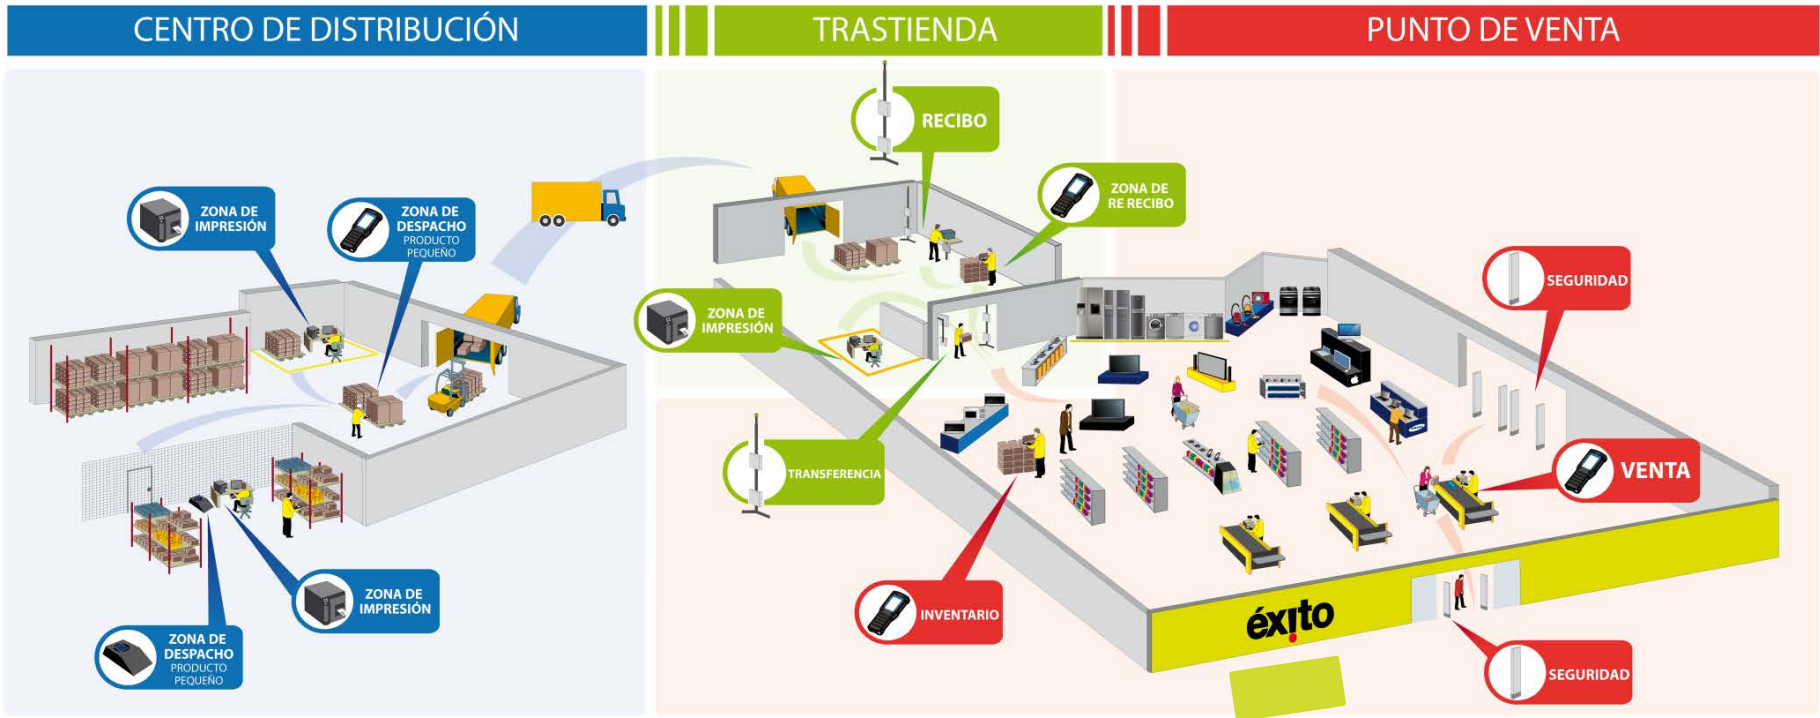 CENTRO DE DISTRIBUCIÓN
TRASTIENDA
PUNTO DE VENTA
ZONA DE
IMPRESIÓN
ZONA DE
DESPACHO
PRODUCTO
PEQUEÑO
ZONA DE
IMPRESIÓN
ZONA DE
DESPACHO
PRODUCTO
PEQUEÑO
RECIBO
ZONA DE
RE RECIBO
ZONA DE
IMPRESIÓN
TRANSFERENCIA
SEGURIDAD
VENTA
INVENTARIO
éxito
SEGURIDAD